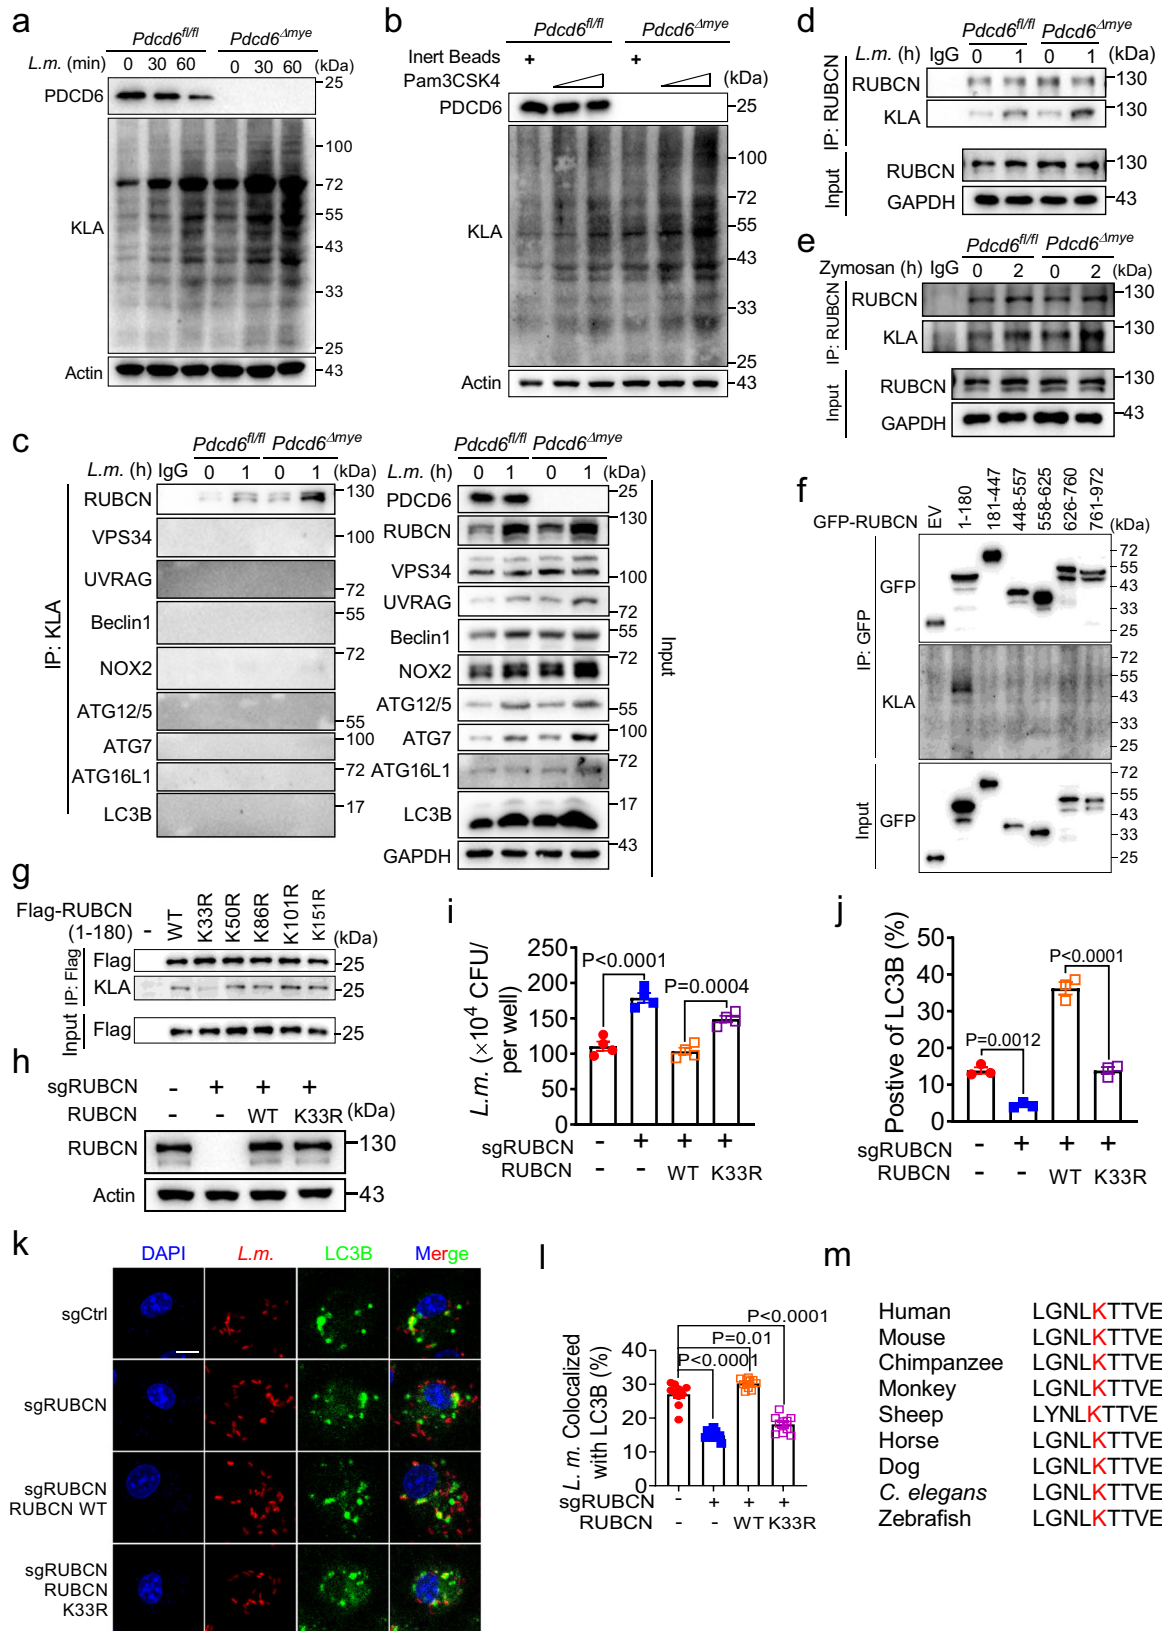 a
Pdcd6fl/fl Pdcd6Δmye
L.m. (min) 0 30 60 0 30 60 (kDa)
PDCD6
25
KLA
100
72
55
43
33
25
Actin
43
b
Pdcd6fl/fl Pdcd6Δmye
Inert Beads + +
Pam3CSK4 (kDa)
PDCD6
25
KLA
100
72
55
43
33
25
Actin
43
c
Pdcd6fl/fl Pdcd6Δmye
L.m. (h) IgG 0 1 0 1 (kDa)
IP: KLA
RUBCN
130
VPS34
100
UVRAG
72
Beclin1
55
NOX2
72
ATG12/5
55
ATG7
100
ATG16L1
72
LC3B
17
Pdcd6fl/fl Pdcd6Δmye
L.m. (h) 0 1 0 1 (kDa)
PDCD6
25
RUBCN
130
VPS34
100
UVRAG
72
Beclin1
55
NOX2
72
ATG12/5
55
ATG7
100
ATG16L1
72
LC3B
17
GAPDH
43
Input
d
Pdcd6fl/fl Pdcd6Δmye
L.m. (h) IgG 0 1 0 1 (kDa)
IP: RUBCN
RUBCN
130
KLA
130
Input
RUBCN
130
GAPDH
43
e
Pdcd6fl/fl Pdcd6Δmye
Zymosan (h) IgG 0 2 0 2 (kDa)
IP: RUBCN
RUBCN
130
KLA
130
Input
RUBCN
130
GAPDH
43
f
GFP-RUBCN EV 1-180 181-447 448-557 558-625 626-760 761-972 (kDa)
IP: GFP
GFP
72
55
43
33
25
KLA
72
55
43
33
25
Input
GFP
72
55
43
33
25
g
Flag-RUBCN
(1-180) - WT K33R K50R K86R K101R K151R (kDa)
IP: Flag
Flag
25
KLA
25
Input
Flag
25
h
sgRUBCN - + + +
RUBCN - - WT K33R (kDa)
RUBCN
130
Actin
43
i
L.m. (×10⁴ CFU/
per well)
250
200
150
100
50
0
P<0.0001
P=0.0004
sgRUBCN - + + +
RUBCN - - WT K33R
j
Postive of LC3B (%)
50
40
30
20
10
0
P=0.0012
P<0.0001
sgRUBCN - + + +
RUBCN - - WT K33R
k
DAPI L.m. LC3B Merge
sgCtrl
sgRUBCN
sgRUBCN
RUBCN WT
sgRUBCN
RUBCN
K33R
l
L. m. Colocalized
with LC3B (%)
40
30
20
10
0
P<0.0001
P=0.01
P<0.0001
sgRUBCN - + + +
RUBCN - - WT K33R
m
Human LGNLKTTVE
Mouse LGNLKTTVE
Chimpanzee LGNLKTTVE
Monkey LGNLKTTVE
Sheep LYNLKTTVE
Horse LGNLKTTVE
Dog LGNLKTTVE
C. elegans LGNLKTTVE
Zebrafish LGNLKTTVE